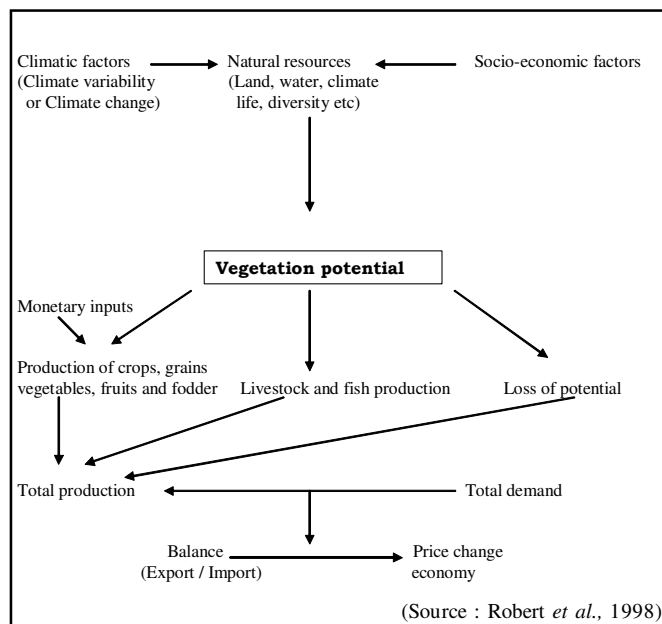 Climatic factors
(Climate variability
or Climate change)
Natural resources
(Land, water, climate
life, diversity etc)
Socio-economic factors
Vegetation potential
Monetary inputs
Production of crops, grains
vegetables, fruits and fodder
Livestock and fish production
Loss of potential
Total production
Total demand
Balance
(Export / Import)
Price change
economy
(Source : Robert et al., 1998)